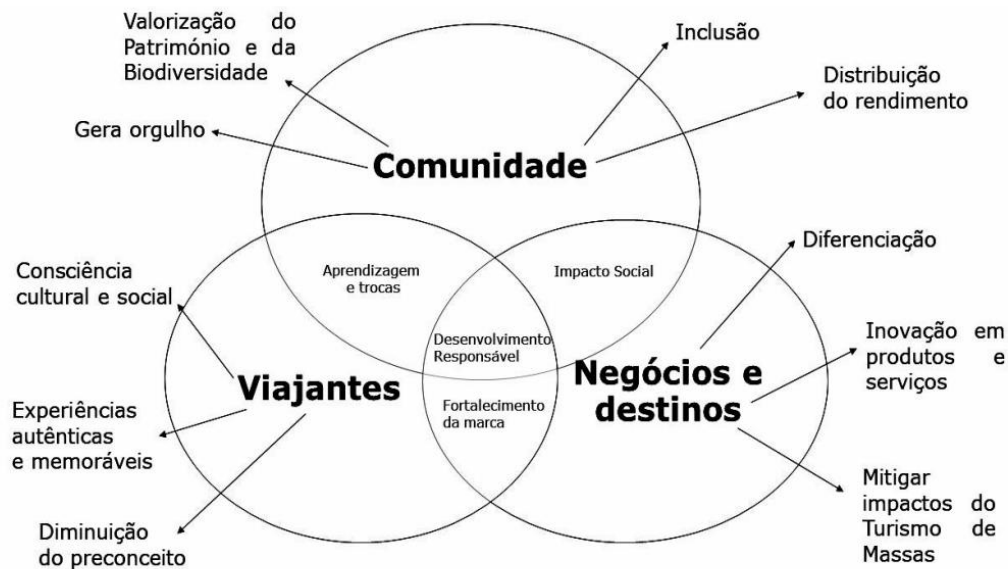 Valorização do
Património e da
Biodiversidade
Inclusão
Distribuição
do rendimento
Gera orgulho
Comunidade
Diferenciação
Consciência
cultural e social
Aprendizagem
e trocas
Impacto Social
Desenvolvimento
Responsável
Inovação em
produtos e
serviços
Viajantes
Negócios e
destinos
Experiências
autênticas
e memoráveis
Fortalecimento
da marca
Diminuição
do preconceito
Mitigar
impactos do
Turismo de
Massas